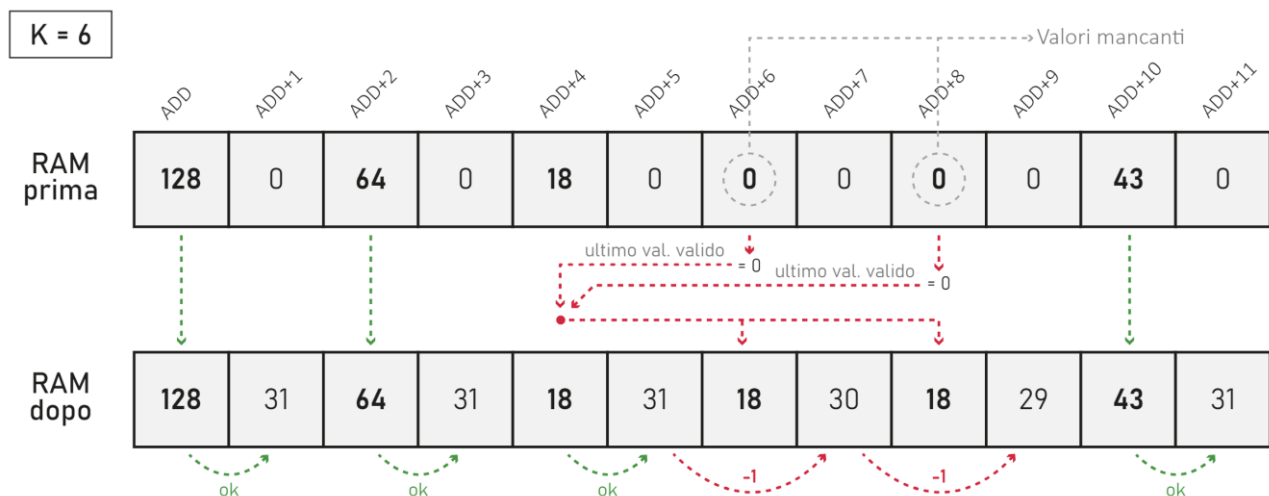 K = 6
Valori mancanti
ADD ADD+1 ADD+2 ADD+3 ADD+4 ADD+5 ADD+6 ADD+7 ADD+8 ADD+9 ADD+10 ADD+11
RAM
prima
128 0 64 0 18 0 0 0 0 0 43 0
ultimo val. valido
= 0
ultimo val. valido
= 0
RAM
dopo
128 31 64 31 18 31 18 30 18 29 43 31
ok ok ok -1 -1 ok